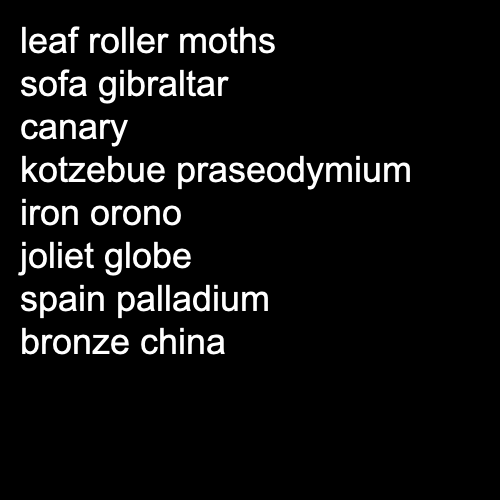 leaf roller moths
sofa gibraltar
canary
kotzebue praseodymium
iron orono
joliet globe
spain palladium
bronze china